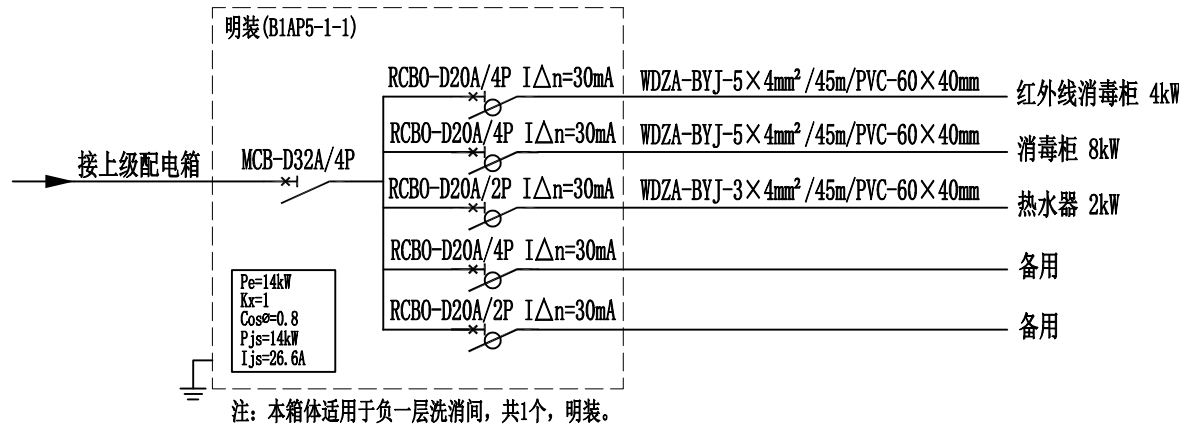 明装(B1AP5-1-1)
RCBO-D20A/4P I△n=30mA WDZA-BYJ-5×4mm²/45m/PVC-60×40mm 红外线消毒柜 4kW
RCBO-D20A/4P I△n=30mA WDZA-BYJ-5×4mm²/45m/PVC-60×40mm 消毒柜 8kW
接上级配电箱 MCB-D32A/4P
RCBO-D20A/2P I△n=30mA WDZA-BYJ-3×4mm²/45m/PVC-60×40mm 热水器 2kW
RCBO-D20A/4P I△n=30mA 备用
RCBO-D20A/2P I△n=30mA 备用
Pe=14kW
Kx=1
Cosø=0.8
Pjs=14kW
Ijs=26.6A
注：本箱体适用于负一层洗消间，共1个，明装。